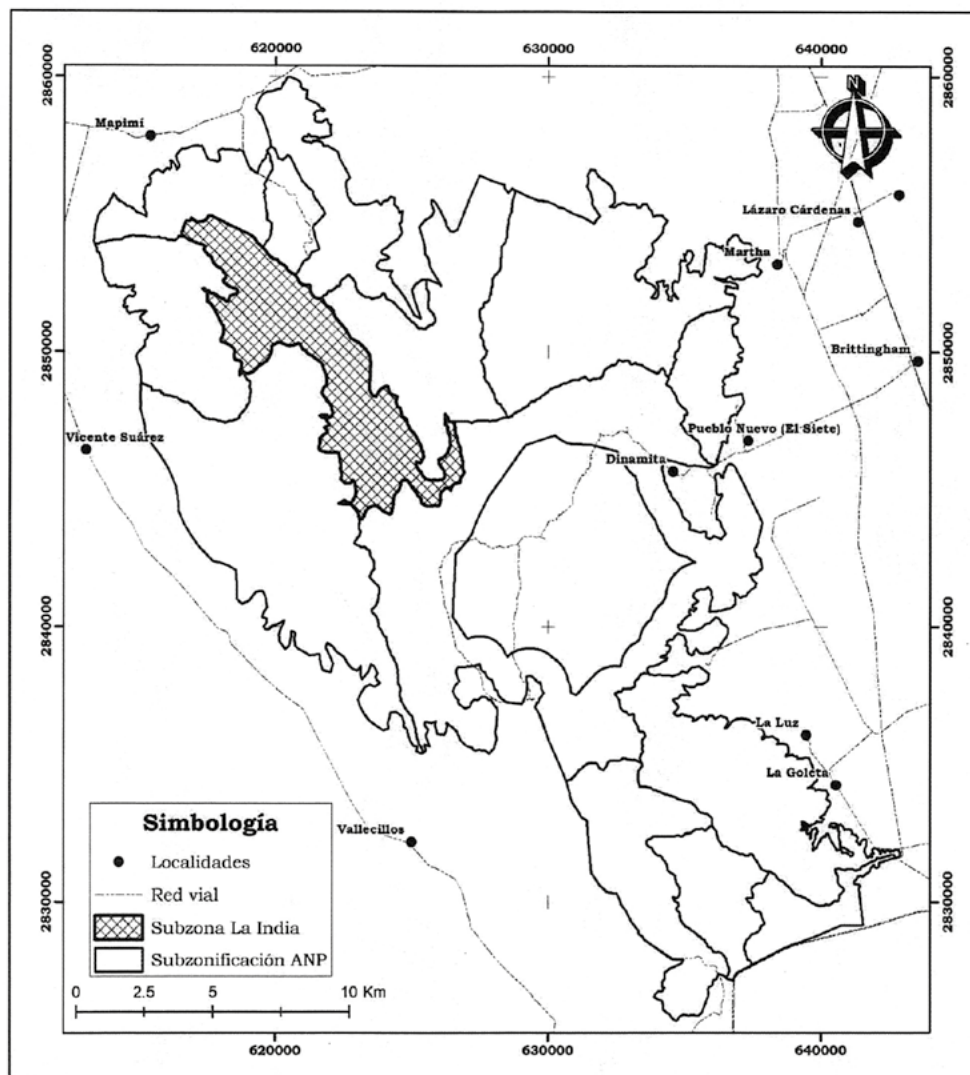 620000
630000
640000
2860000
2860000
N
Mapimí
Lázaro Cárdenas
Martha
2850000
2850000
Brittingham
Vicente Suárez
Pueblo Nuevo (El Siete)
Dinamita
2840000
2840000
La Luz
La Goleta
Simbología
Vallecillos
Localidades
Red vial
2830000
2830000
Subzona La India
Subzonificación ANP
0 2.5 5 10 Km
620000
630000
640000